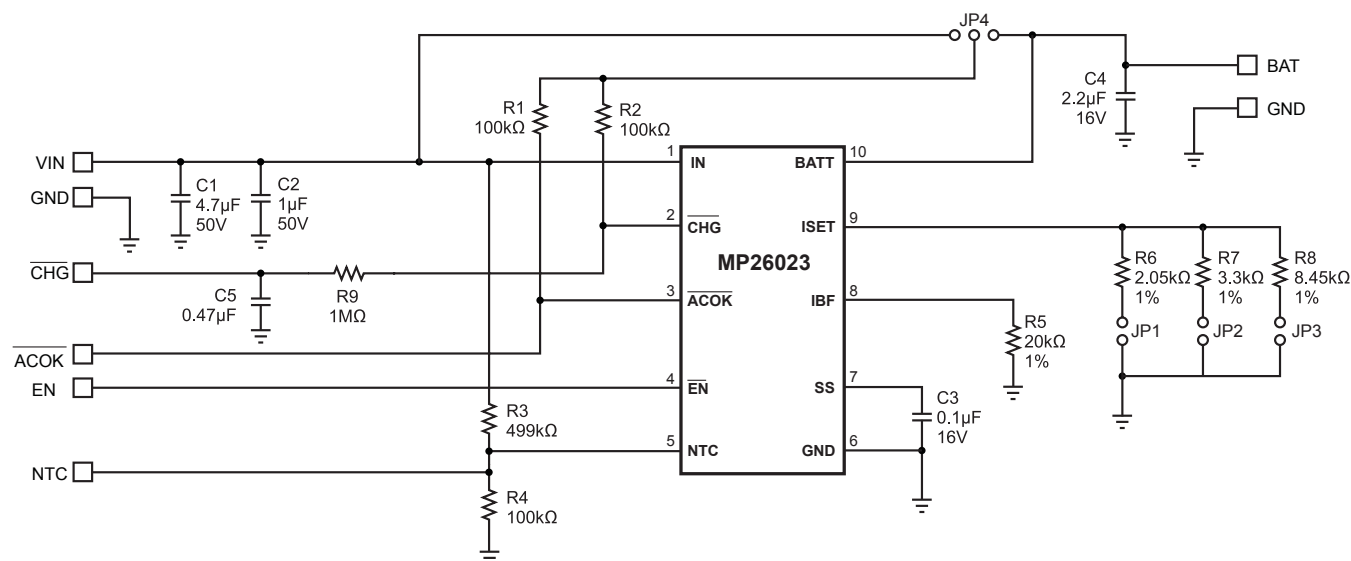 JP4
BAT
C4
2.2µF
16V
GND
R1
100kΩ
R2
100kΩ
VIN
GND
C1
4.7µF
50V
C2
1µF
50V
1
IN
BATT
10
2
CHG
ISET
9
MP26023
CHG
C5
0.47µF
R9
1MΩ
3
ACOK
IBF
8
R6
2.05kΩ
1%
R7
3.3kΩ
1%
R8
8.45kΩ
1%
JP1
JP2
JP3
R5
20kΩ
1%
ACOK
EN
4
EN
SS
7
C3
0.1µF
16V
R3
499kΩ
5
NTC
GND
6
NTC
R4
100kΩ